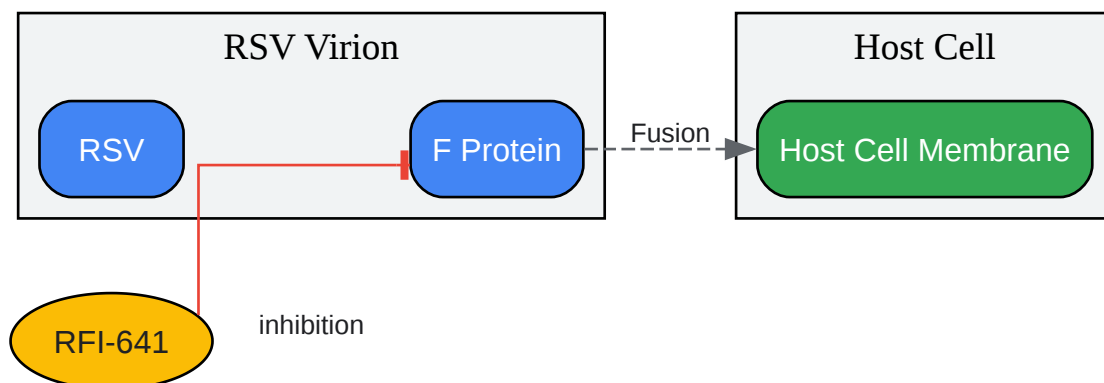 RSV Virion
Host Cell
RSV
F Protein
Fusion
Host Cell Membrane
RFI-641
inhibition